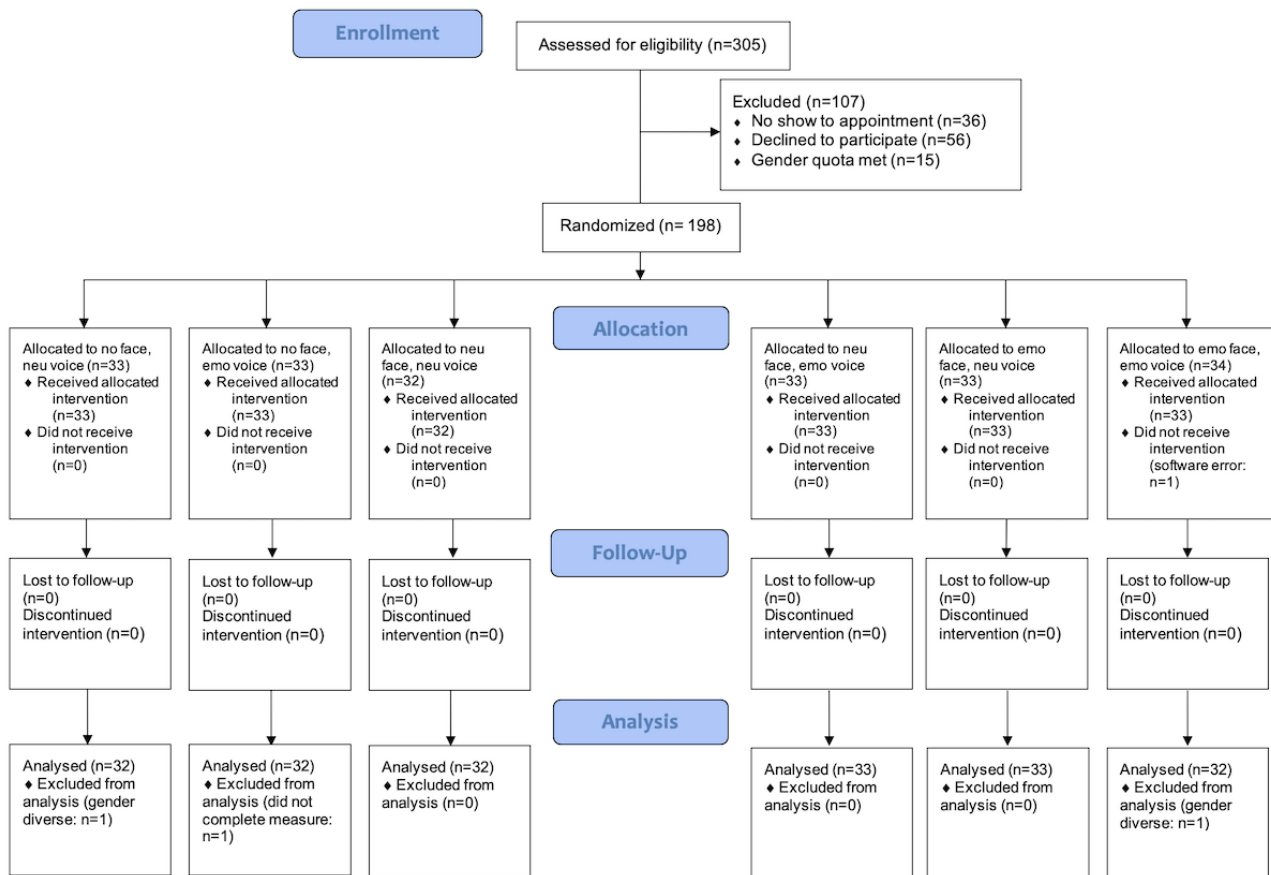 Enrollment
Assessed for eligibility (n=305)
Excluded (n=107)
♦ No show to appointment (n=36)
♦ Declined to participate (n=56)
♦ Gender quota met (n=15)
Randomized (n= 198)
Allocation
Allocated to no face,
neu voice (n=33)
♦ Received allocated
intervention
(n=33)
♦ Did not receive
intervention
(n=0)
Allocated to no face,
emo voice (n=33)
♦ Received allocated
intervention
(n=33)
♦ Did not receive
intervention
(n=0)
Allocated to neu
face, neu voice
(n=32)
♦ Received allocated
intervention
(n=32)
♦ Did not receive
intervention
(n=0)
Allocated to neu
face, emo voice
(n=33)
♦ Received allocated
intervention
(n=33)
♦ Did not receive
intervention
(n=0)
Allocated to emo
face, neu voice
(n=33)
♦ Received allocated
intervention
(n=33)
♦ Did not receive
intervention
(n=0)
Allocated to emo face,
emo voice (n=34)
♦ Received allocated
intervention
(n=33)
♦ Did not receive
intervention
(software error:
n=1)
Follow-Up
Lost to follow-up
(n=0)
Discontinued
intervention (n=0)
Lost to follow-up
(n=0)
Discontinued
intervention (n=0)
Lost to follow-up
(n=0)
Discontinued
intervention (n=0)
Lost to follow-up
(n=0)
Discontinued
intervention (n=0)
Lost to follow-up
(n=0)
Discontinued
intervention (n=0)
Lost to follow-up
(n=0)
Discontinued
intervention (n=0)
Analysis
Analysed (n=32)
♦ Excluded from
analysis (gender
diverse: n=1)
Analysed (n=32)
♦ Excluded from
analysis (did not
complete measure:
n=1)
Analysed (n=32)
♦ Excluded from
analysis (n=0)
Analysed (n=33)
♦ Excluded from
analysis (n=0)
Analysed (n=33)
♦ Excluded from
analysis (n=0)
Analysed (n=32)
♦ Excluded from
analysis (gender
diverse: n=1)